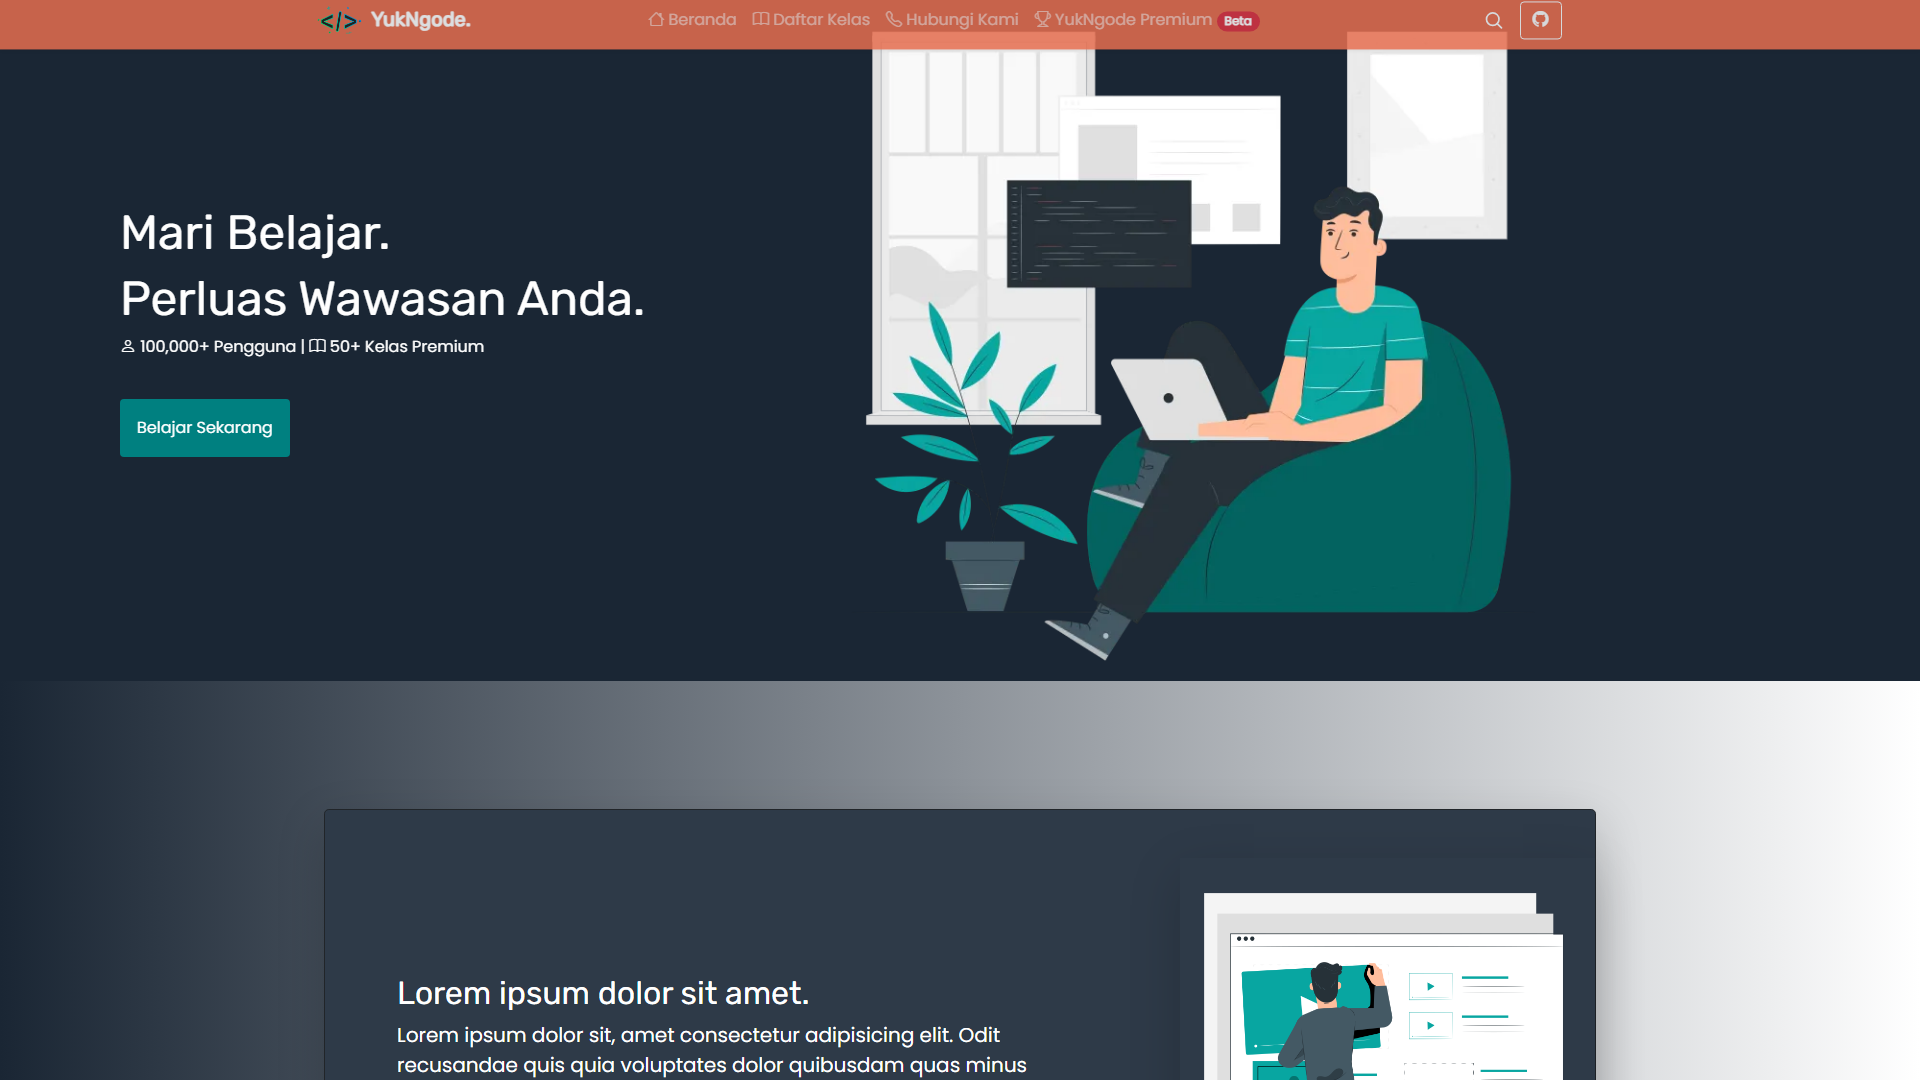 YukNgode. Beranda Daftar Kelas Hubungi Kami YukNgode Premium Beta
Mari Belajar.
Perluas Wawasan Anda.
100,000+ Pengguna | 50+ Kelas Premium
Belajar Sekarang
Lorem ipsum dolor sit amet.
Lorem ipsum dolor sit, amet consectetur adipisicing elit. Odit
recusandae quis quia voluptates dolor quibusdam quas minus